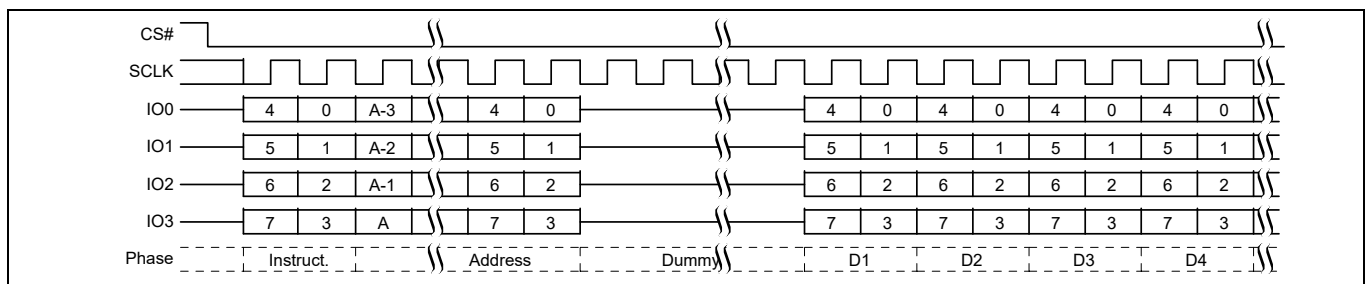 CS#
SCLK
IO0 4 0 A-3 4 0 4 0 4 0 4 0 4 0
IO1 5 1 A-2 5 1 5 1 5 1 5 1 5 1
IO2 6 2 A-1 6 2 6 2 6 2 6 2 6 2
IO3 7 3 A 7 3 7 3 7 3 7 3 7 3
Phase Instruct. Address Dummy D1 D2 D3 D4